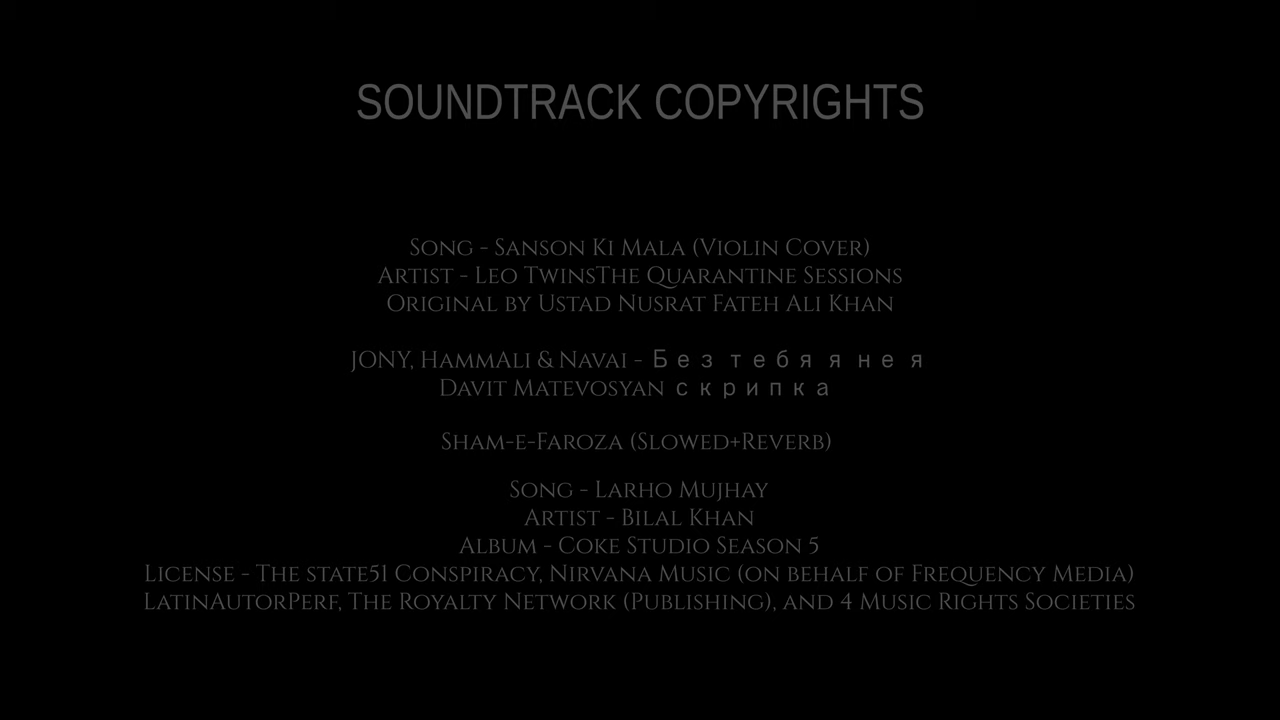 SOUNDTRACK COPYRIGHTS
Song - Sanson Ki Mala (Violin Cover)
Artist - Leo TwinsThe Quarantine Sessions
Original by Ustad Nusrat Fateh Ali Khan
JONY, HammAli & Navai - Без тебя я не я
Davit Matevosyan скрипка
Sham-e-Faroza (Slowed+Reverb)
Song - Larho Mujhay
Artist - Bilal Khan
Album - Coke Studio Season 5
License - The state51 Conspiracy, Nirvana Music (on behalf of Frequency Media)
LatinAutorPerf, The Royalty Network (Publishing), and 4 Music Rights Societies